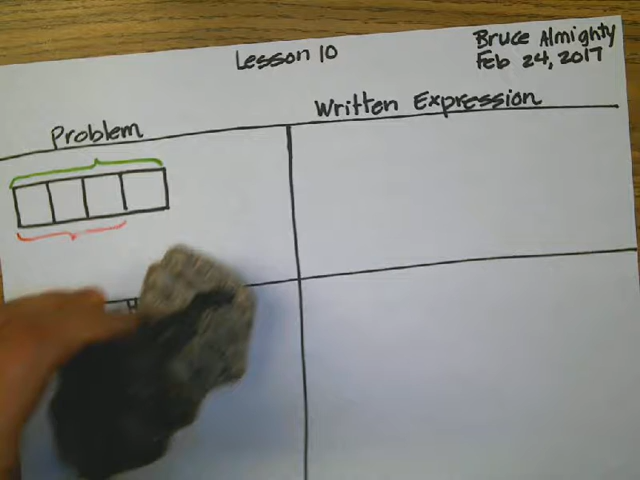 Lesson 10
Bruce Almighty
Feb 24, 2017
Problem
Written Expression